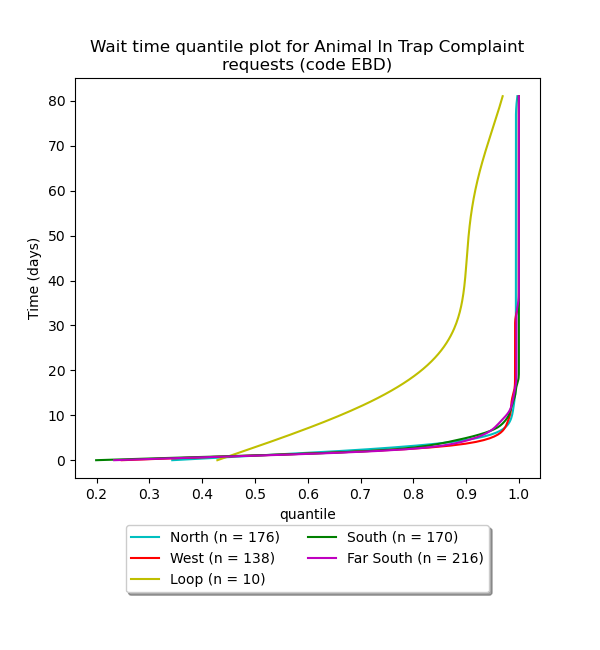 Wait time quantile plot for Animal In Trap Complaint
requests (code EBD)
Time (days)
80
70
60
50
40
30
20
10
0
0.2 0.3 0.4 0.5 0.6 0.7 0.8 0.9 1.0
quantile
North (n = 176) South (n = 170)
West (n = 138) Far South (n = 216)
Loop (n = 10)